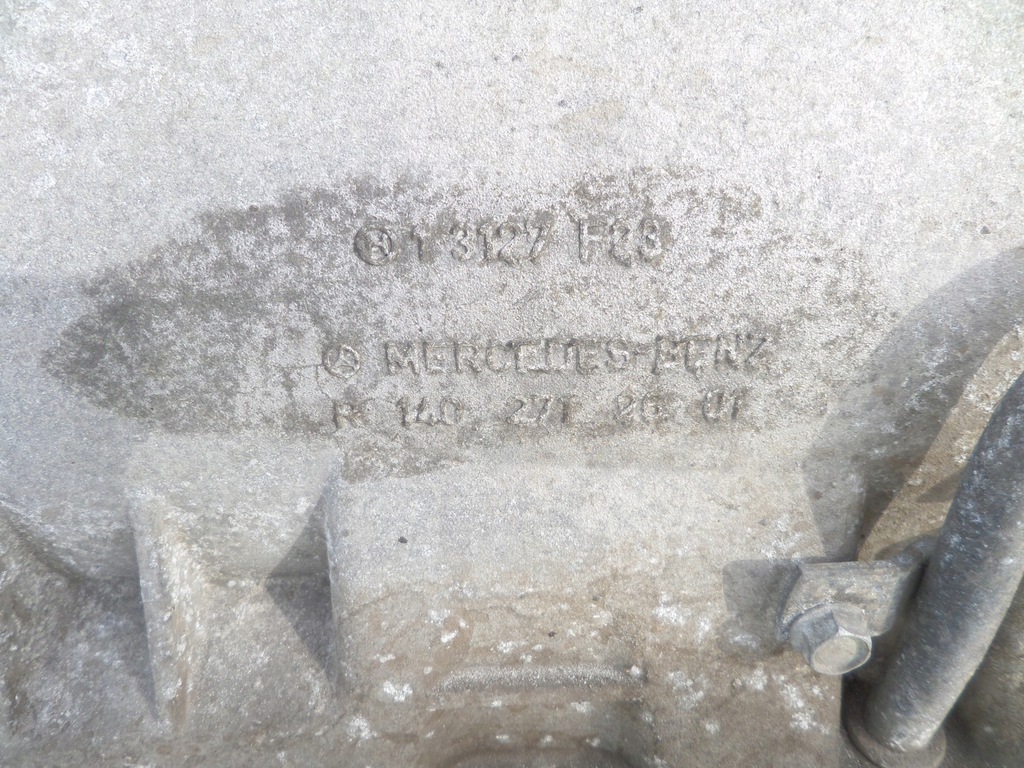 H 1 3127 F23
MERCEDES-BENZ
R 140 271 26 01